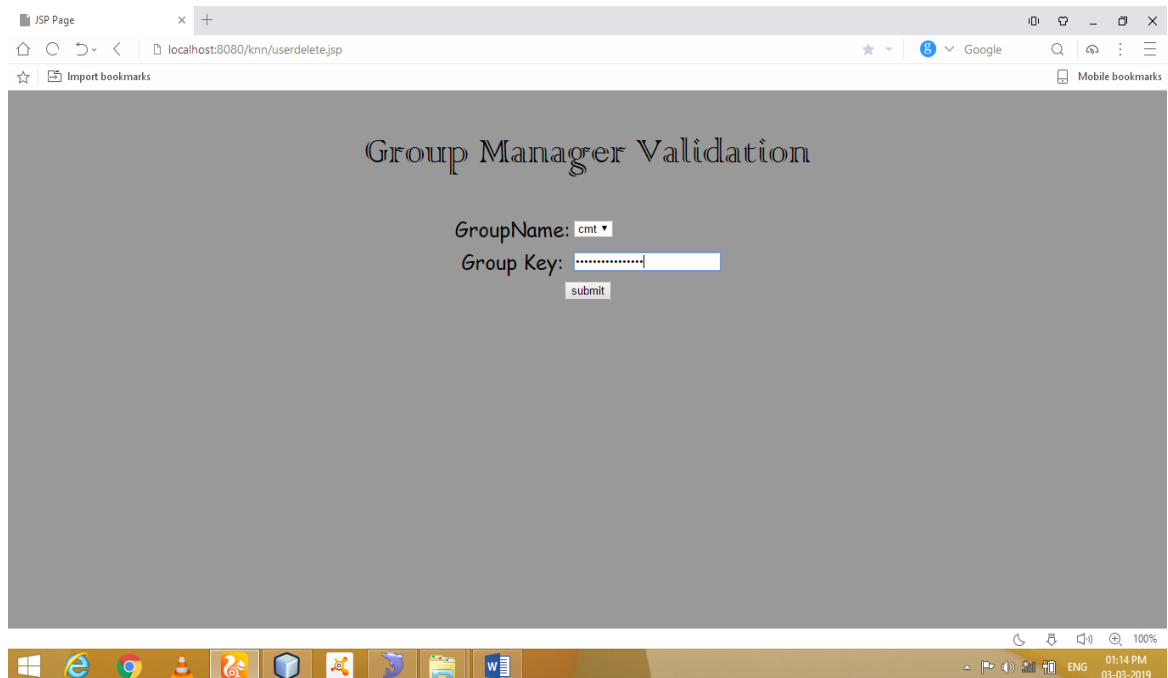 JSP Page
localhost:8080/knn/userdelete.jsp
Google
Import bookmarks
Mobile bookmarks
Group Manager Validation
GroupName: cmt
Group Key: ••••••••••••••••
submit
100%
ENG
01:14 PM
03-03-2019